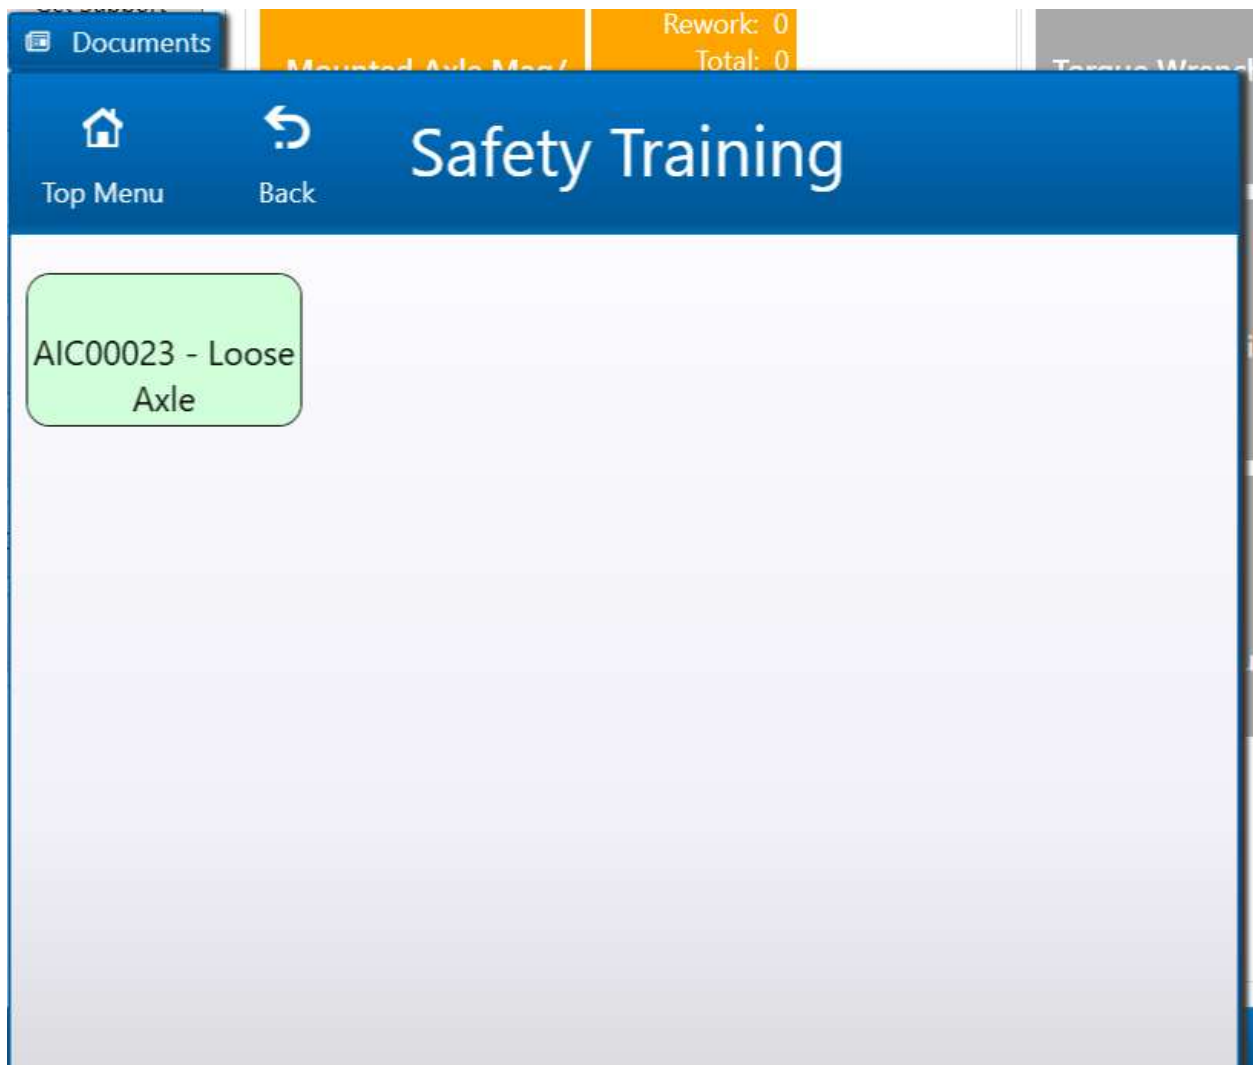 Documents
Rework: 0
Total: 0
Safety Training
Top Menu
Back
AIC00023 - Loose
Axle